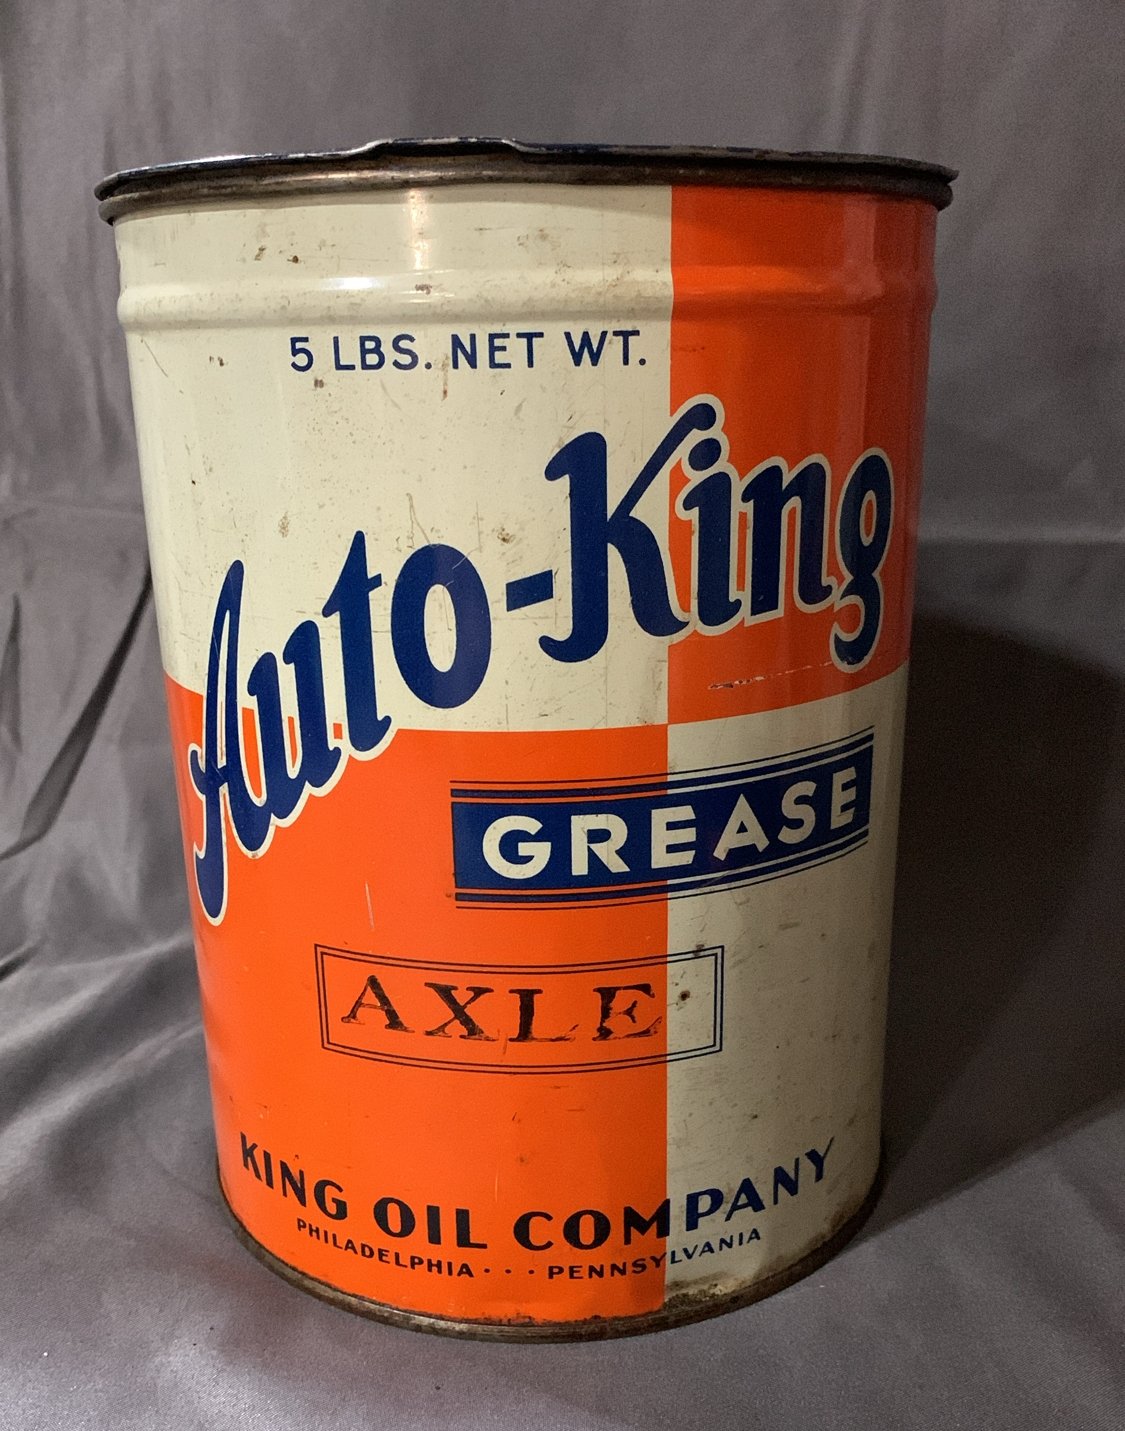 5 LBS. NET WT.
Auto-King
GREASE
AXLE
KING OIL COMPANY
PHILADELPHIA · · · PENNSYLVANIA